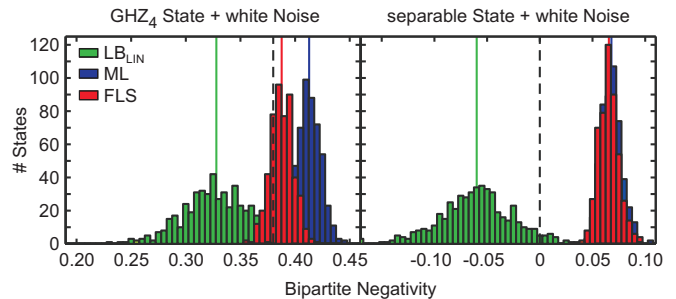 GHZ4 State + white Noise separable State + white Noise
120
100
80
60
40
20
0
# States
LBLIN
ML
FLS
0.20 0.25 0.30 0.35 0.40 0.45 -0.10 -0.05 0 0.05 0.10
Bipartite Negativity